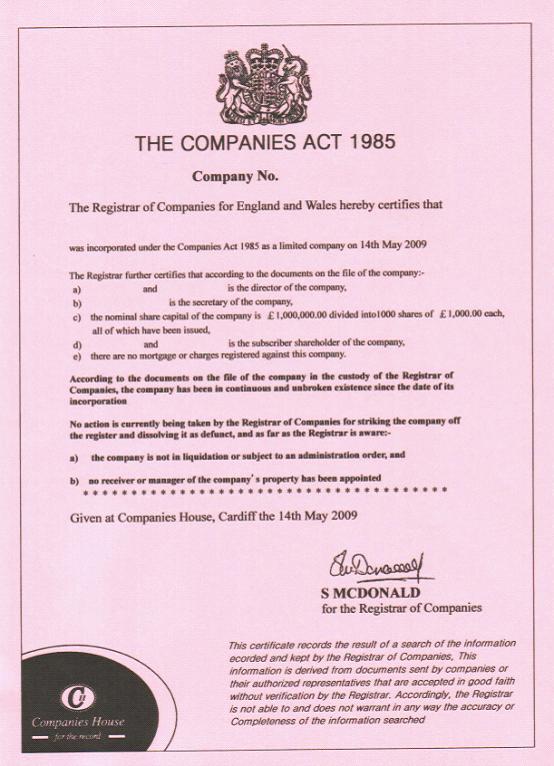 THE COMPANIES ACT 1985
Company No.
The Registrar of Companies for England and Wales hereby certifies that
was incorporated under the Companies Act 1985 as a limited company on 14th May 2009
The Registrar further certifies that according to the documents on the file of the company:-
a) and is the director of the company,
b) is the secretary of the company,
c) the nominal share capital of the company is £1,000,000.00 divided into1000 shares of £1,000.00 each,
all of which have been issued,
d) and is the subscriber shareholder of the company,
e) there are no mortgage or charges registered against this company.
According to the documents on the file of the company in the custody of the Registrar of
Companies, the company has been in continuous and unbroken existence since the date of its
incorporation
No action is currently being taken by the Registrar of Companies for striking the company off
the register and dissolving it as defunct, and as far as the Registrar is aware:-
a) the company is not in liquidation or subject to an administration order, and
b) no receiver or manager of the company's property has been appointed
* * * * * * * * * * * * * * * * * * * * * * * * * * * * * * * * * * * * *
Given at Companies House, Cardiff the 14th May 2009
S MCDONALD
for the Registrar of Companies
This certificate records the result of a search of the information
ecorded and kept by the Registrar of Companies, This
information is derived from documents sent by companies or
their authorized representatives that are accepted in good faith
without verification by the Registrar. Accordingly, the Registrar
is not able to and does not warrant in any way the accuracy or
Completeness of the information searched
CH
Companies House
for the record